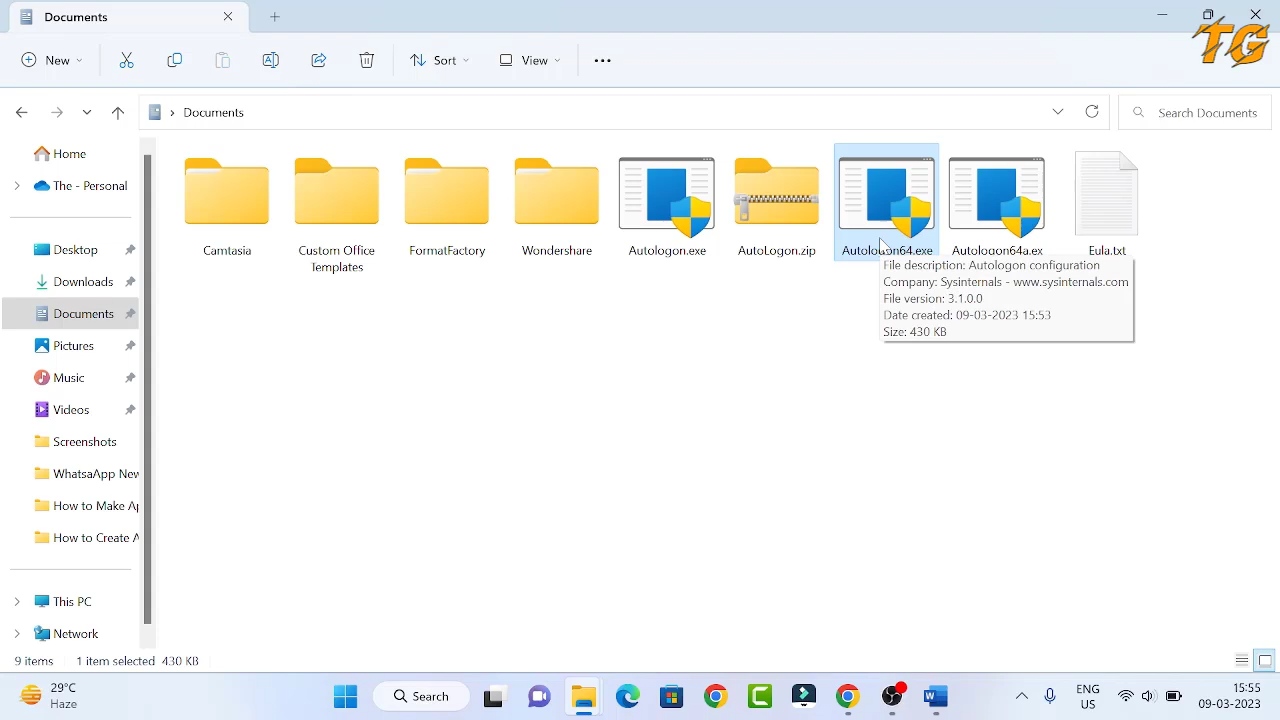 Documents
TG
New
Sort
View
Documents
Search Documents
Home
Tie - Personal
Desktop
Downloads
Documents
Pictures
Music
Videos
Screenshots
WhatsApp New
How to Make Ap
How to Create A
This PC
Network
Camtasia
Custom Office
Templates
FormatFactory
Wondershare
Autologon.exe
AutoLogon.zip
Autologon64.exe
Autologon64a.ex
Eula.txt
File description: Autologon configuration
Company: Sysinternals - www.sysinternals.com
File version: 3.1.0.0
Date created: 09-03-2023 15:53
Size: 430 KB
9 items
1 item selected 430 KB
29°C
Haze
Search
ENG
US
15:55
09-03-2023